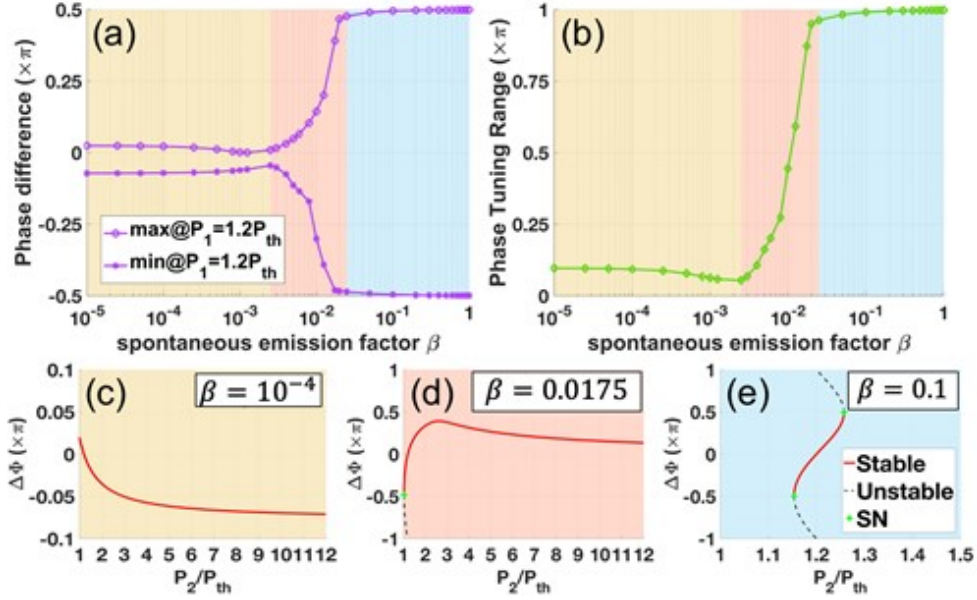 (a)
Phase difference (×π)
0.5
0.25
0
-0.25
-0.5
max@P₁=1.2Pₜₕ
min@P₁=1.2Pₜₕ
10⁻⁵ 10⁻⁴ 10⁻³ 10⁻² 10⁻¹ 1
spontaneous emission factor β
(b)
Phase Tuning Range (×π)
1
0.75
0.5
0.25
0
10⁻⁵ 10⁻⁴ 10⁻³ 10⁻² 10⁻¹ 1
spontaneous emission factor β
(c)
β = 10⁻⁴
ΔΦ (×π)
0.1
0.05
0
-0.05
-0.1
1 2 3 4 5 6 7 8 9 10 11 12
P₂/Pₜₕ
(d)
β = 0.0175
ΔΦ (×π)
1
0.5
0
-0.5
-1
1 2 3 4 5 6 7 8 9 10 11 12
P₂/Pₜₕ
(e)
β = 0.1
ΔΦ (×π)
1
0.5
0
-0.5
-1
Stable
Unstable
SN
1 1.1 1.2 1.3 1.4 1.5
P₂/Pₜₕ